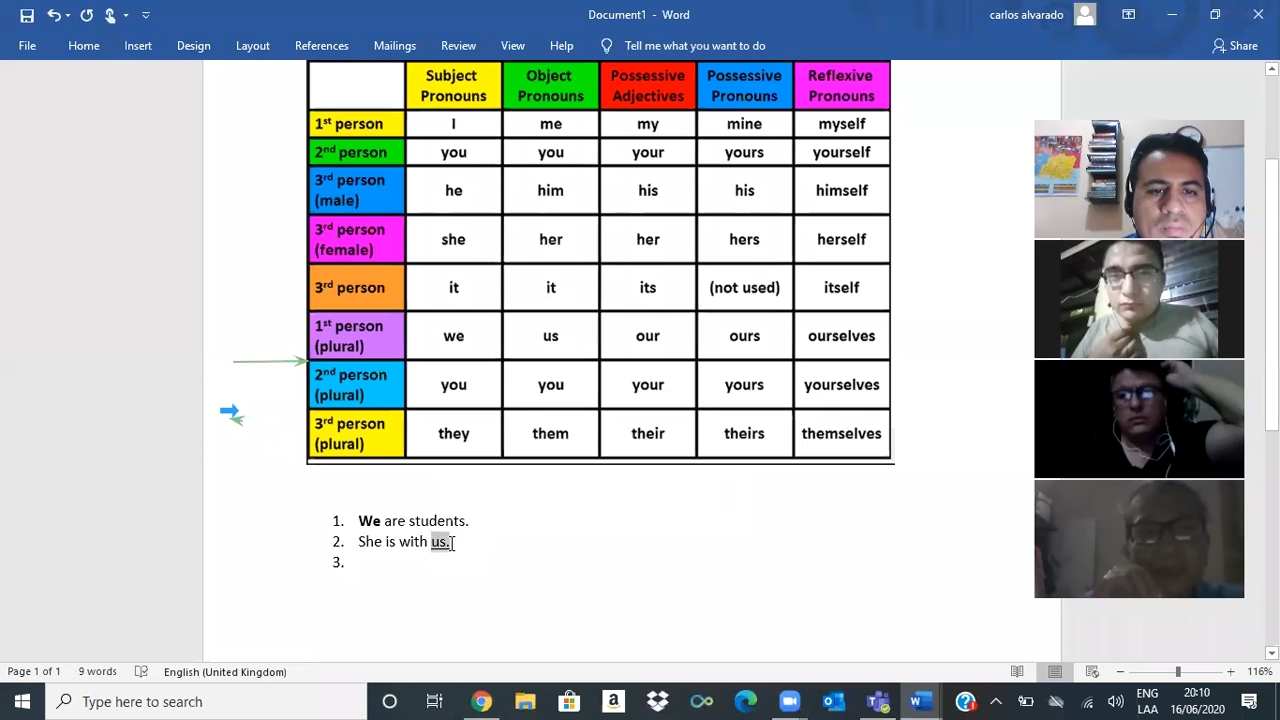 Document1 - Word
carlos alvarado
File Home Insert Design Layout References Mailings Review View Help Tell me what you want to do Share
Subject Pronouns Object Pronouns Possessive Adjectives Possessive Pronouns Reflexive Pronouns
1st person I me my mine myself
2nd person you you your yours yourself
3rd person (male) he him his his himself
3rd person (female) she her her hers herself
3rd person it it its (not used) itself
1st person (plural) we us our ours ourselves
2nd person (plural) you you your yours yourselves
3rd person (plural) they them their theirs themselves
1. We are students.
2. She is with us.
3.
Page 1 of 1 9 words English (United Kingdom) 116%
Type here to search ENG 20:10
LAA 16/06/2020